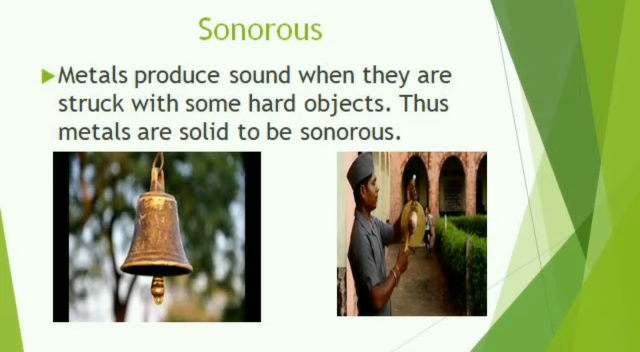 Sonorous
Metals produce sound when they are
struck with some hard objects. Thus
metals are solid to be sonorous.